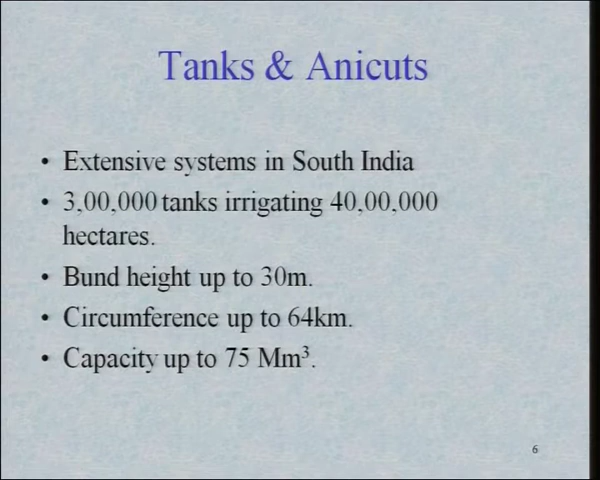 Tanks & Anicuts
• Extensive systems in South India
• 3,00,000 tanks irrigating 40,00,000
hectares.
• Bund height up to 30m.
• Circumference up to 64km.
• Capacity up to 75 Mm³.
6